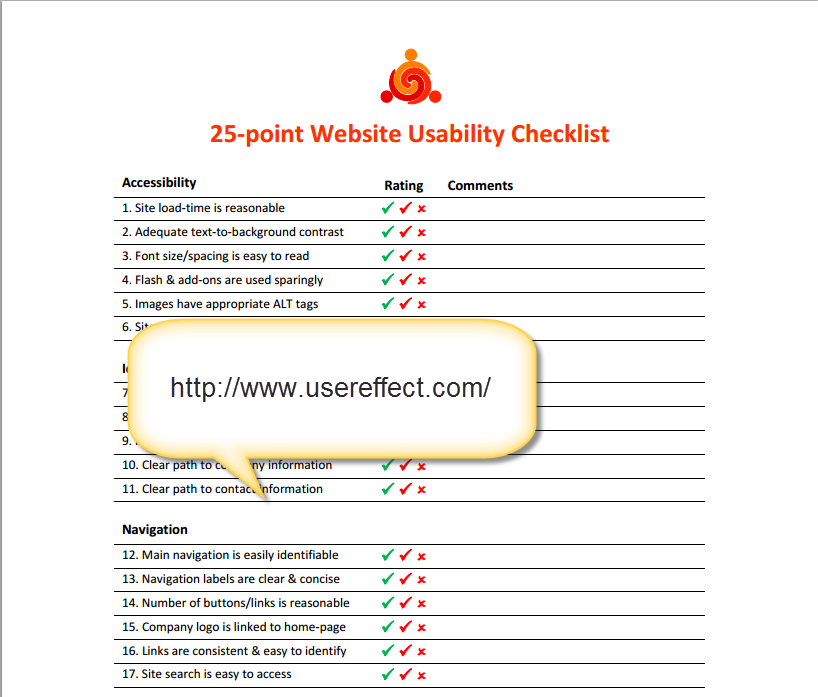 25-point Website Usability Checklist
Accessibility Rating Comments
1. Site load-time is reasonable
2. Adequate text-to-background contrast
3. Font size/spacing is easy to read
4. Flash & add-ons are used sparingly
5. Images have appropriate ALT tags
6.
http://www.usereffect.com/
7
8
9.
10. Clear path to information
11. Clear path to contact information
Navigation
12. Main navigation is easily identifiable
13. Navigation labels are clear & concise
14. Number of buttons/links is reasonable
15. Company logo is linked to home-page
16. Links are consistent & easy to identify
17. Site search is easy to access